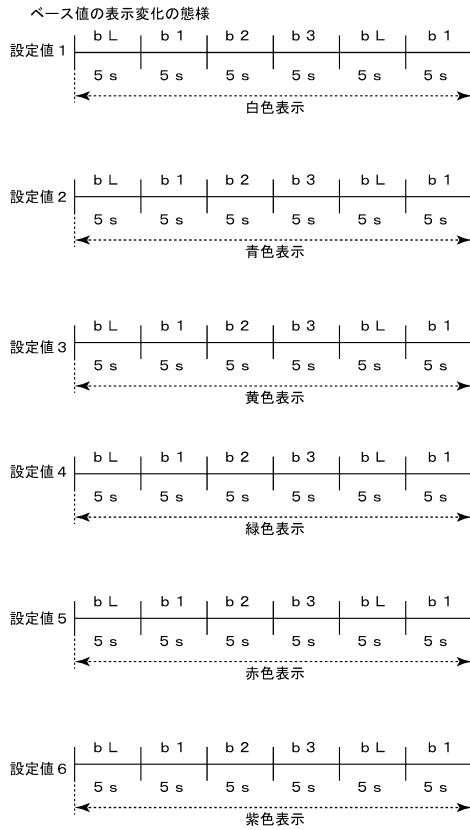 ベース値の表示変化の態様
ｂＬ ｂ１ ｂ２ ｂ３ ｂＬ ｂ１
設定値１
５ｓ ５ｓ ５ｓ ５ｓ ５ｓ ５ｓ
白色表示
ｂＬ ｂ１ ｂ２ ｂ３ ｂＬ ｂ１
設定値２
５ｓ ５ｓ ５ｓ ５ｓ ５ｓ ５ｓ
青色表示
ｂＬ ｂ１ ｂ２ ｂ３ ｂＬ ｂ１
設定値３
５ｓ ５ｓ ５ｓ ５ｓ ５ｓ ５ｓ
黄色表示
ｂＬ ｂ１ ｂ２ ｂ３ ｂＬ ｂ１
設定値４
５ｓ ５ｓ ５ｓ ５ｓ ５ｓ ５ｓ
緑色表示
ｂＬ ｂ１ ｂ２ ｂ３ ｂＬ ｂ１
設定値５
５ｓ ５ｓ ５ｓ ５ｓ ５ｓ ５ｓ
赤色表示
ｂＬ ｂ１ ｂ２ ｂ３ ｂＬ ｂ１
設定値６
５ｓ ５ｓ ５ｓ ５ｓ ５ｓ ５ｓ
紫色表示